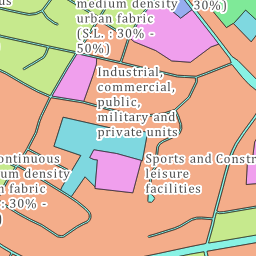 us
medium density
urban fabric
(S.L. : 30% -
50%)
30%)
Industrial,
commercial,
public,
military and
private units
ontinuous
um density
n fabric
: 30% -
)
Sports and Constr
leisure
facilities